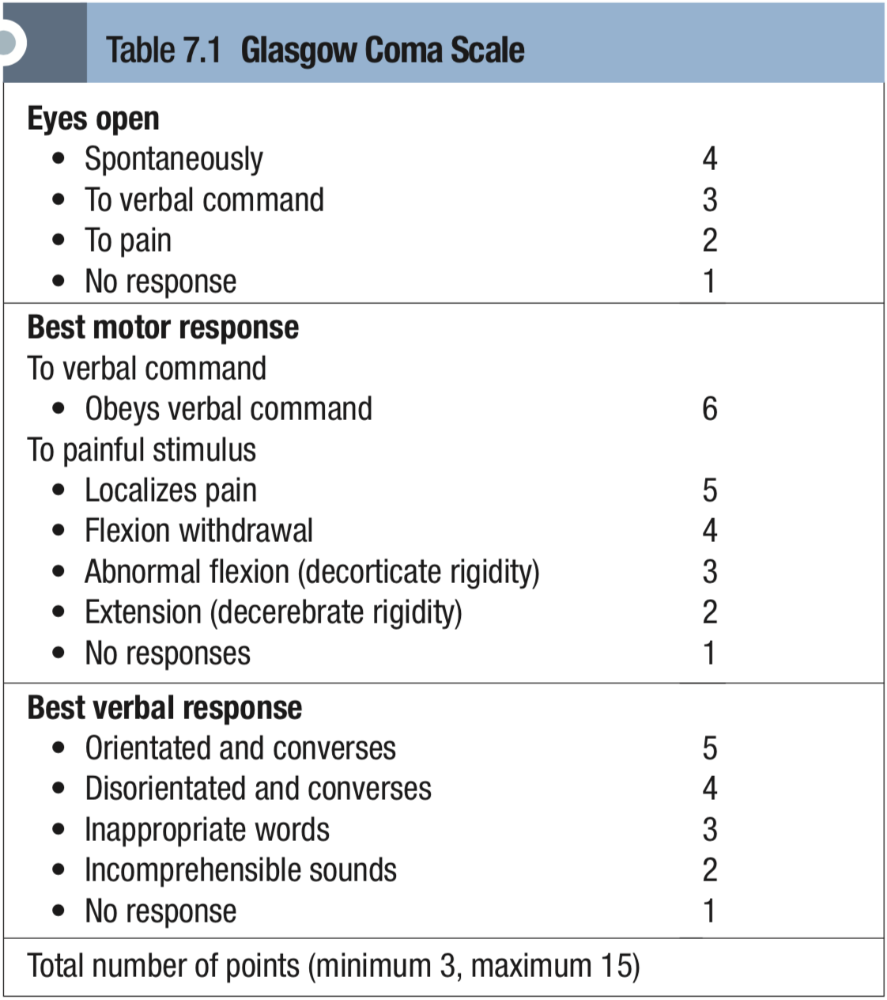 Table 7.1 Glasgow Coma Scale
Eyes open
• Spontaneously 4
• To verbal command 3
• To pain 2
• No response 1
Best motor response
To verbal command
• Obeys verbal command 6
To painful stimulus
• Localizes pain 5
• Flexion withdrawal 4
• Abnormal flexion (decorticate rigidity) 3
• Extension (decerebrate rigidity) 2
• No responses 1
Best verbal response
• Orientated and converses 5
• Disorientated and converses 4
• Inappropriate words 3
• Incomprehensible sounds 2
• No response 1
Total number of points (minimum 3, maximum 15)